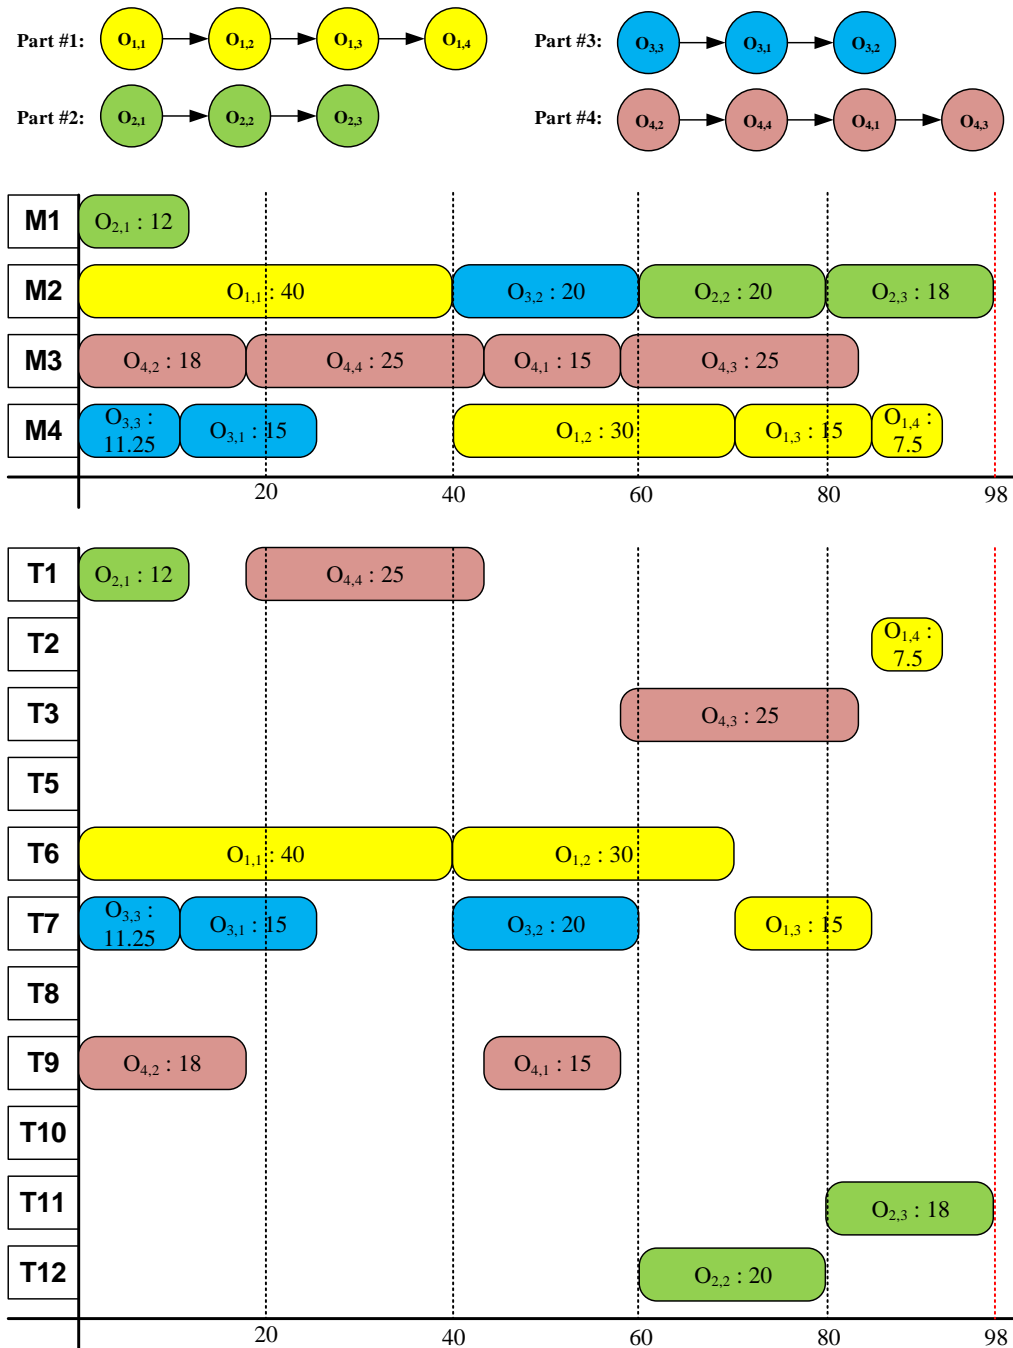 Part #1: O1,1 O1,2 O1,3 O1,4
Part #3: O3,3 O3,1 O3,2
Part #2: O2,1 O2,2 O2,3
Part #4: O4,2 O4,4 O4,1 O4,3
M1 O2,1 : 12
M2 O1,1 : 40 O3,2 : 20 O2,2 : 20 O2,3 : 18
M3 O4,2 : 18 O4,4 : 25 O4,1 : 15 O4,3 : 25
M4 O3,3 : 11.25 O3,1 : 15 O1,2 : 30 O1,3 : 15 O1,4 : 7.5
20 40 60 80 98
T1 O2,1 : 12 O4,4 : 25
T2 O1,4 : 7.5
T3 O4,3 : 25
T5
T6 O1,1 : 40 O1,2 : 30
T7 O3,3 : 11.25 O3,1 : 15 O3,2 : 20 O1,3 : 15
T8
T9 O4,2 : 18 O4,1 : 15
T10
T11 O2,3 : 18
T12 O2,2 : 20
20 40 60 80 98